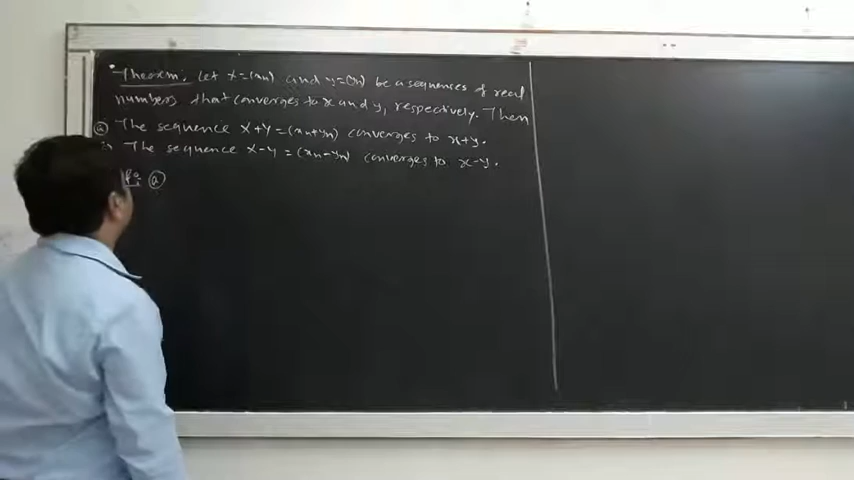 Theorem. Let X=(xn) and Y=(yn) be a sequences of real
numbers that converges to x and y, respectively. Then
(a) The sequence X+Y = (xn+yn) converges to x+y.
The sequence X-Y = (xn-yn) converges to x-y.
(a)